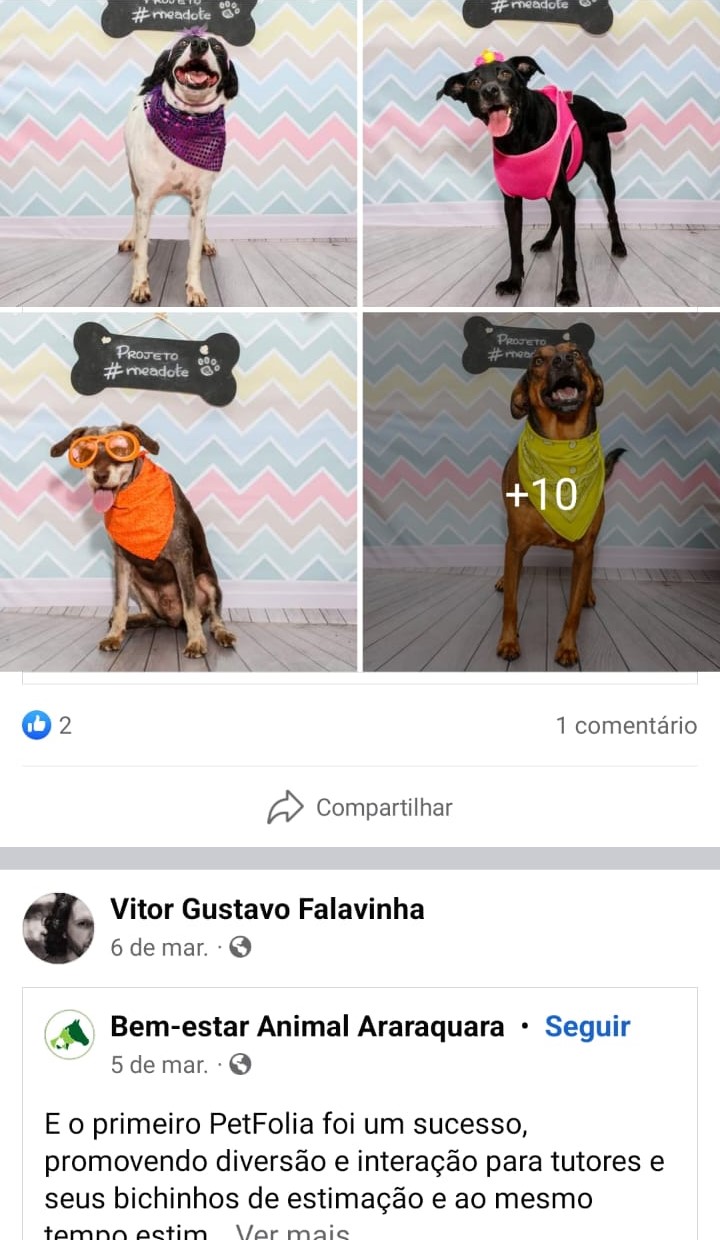 PROJETO
#meadote
#meadote
PROJETO
#meadote
PROJETO
+10
2
1 comentário
Compartilhar
Vitor Gustavo Falavinha
6 de mar. ·
Bem-estar Animal Araraquara • Seguir
5 de mar. ·
E o primeiro PetFolia foi um sucesso,
promovendo diversão e interação para tutores e
seus bichinhos de estimação e ao mesmo
tempo estim... Ver mais